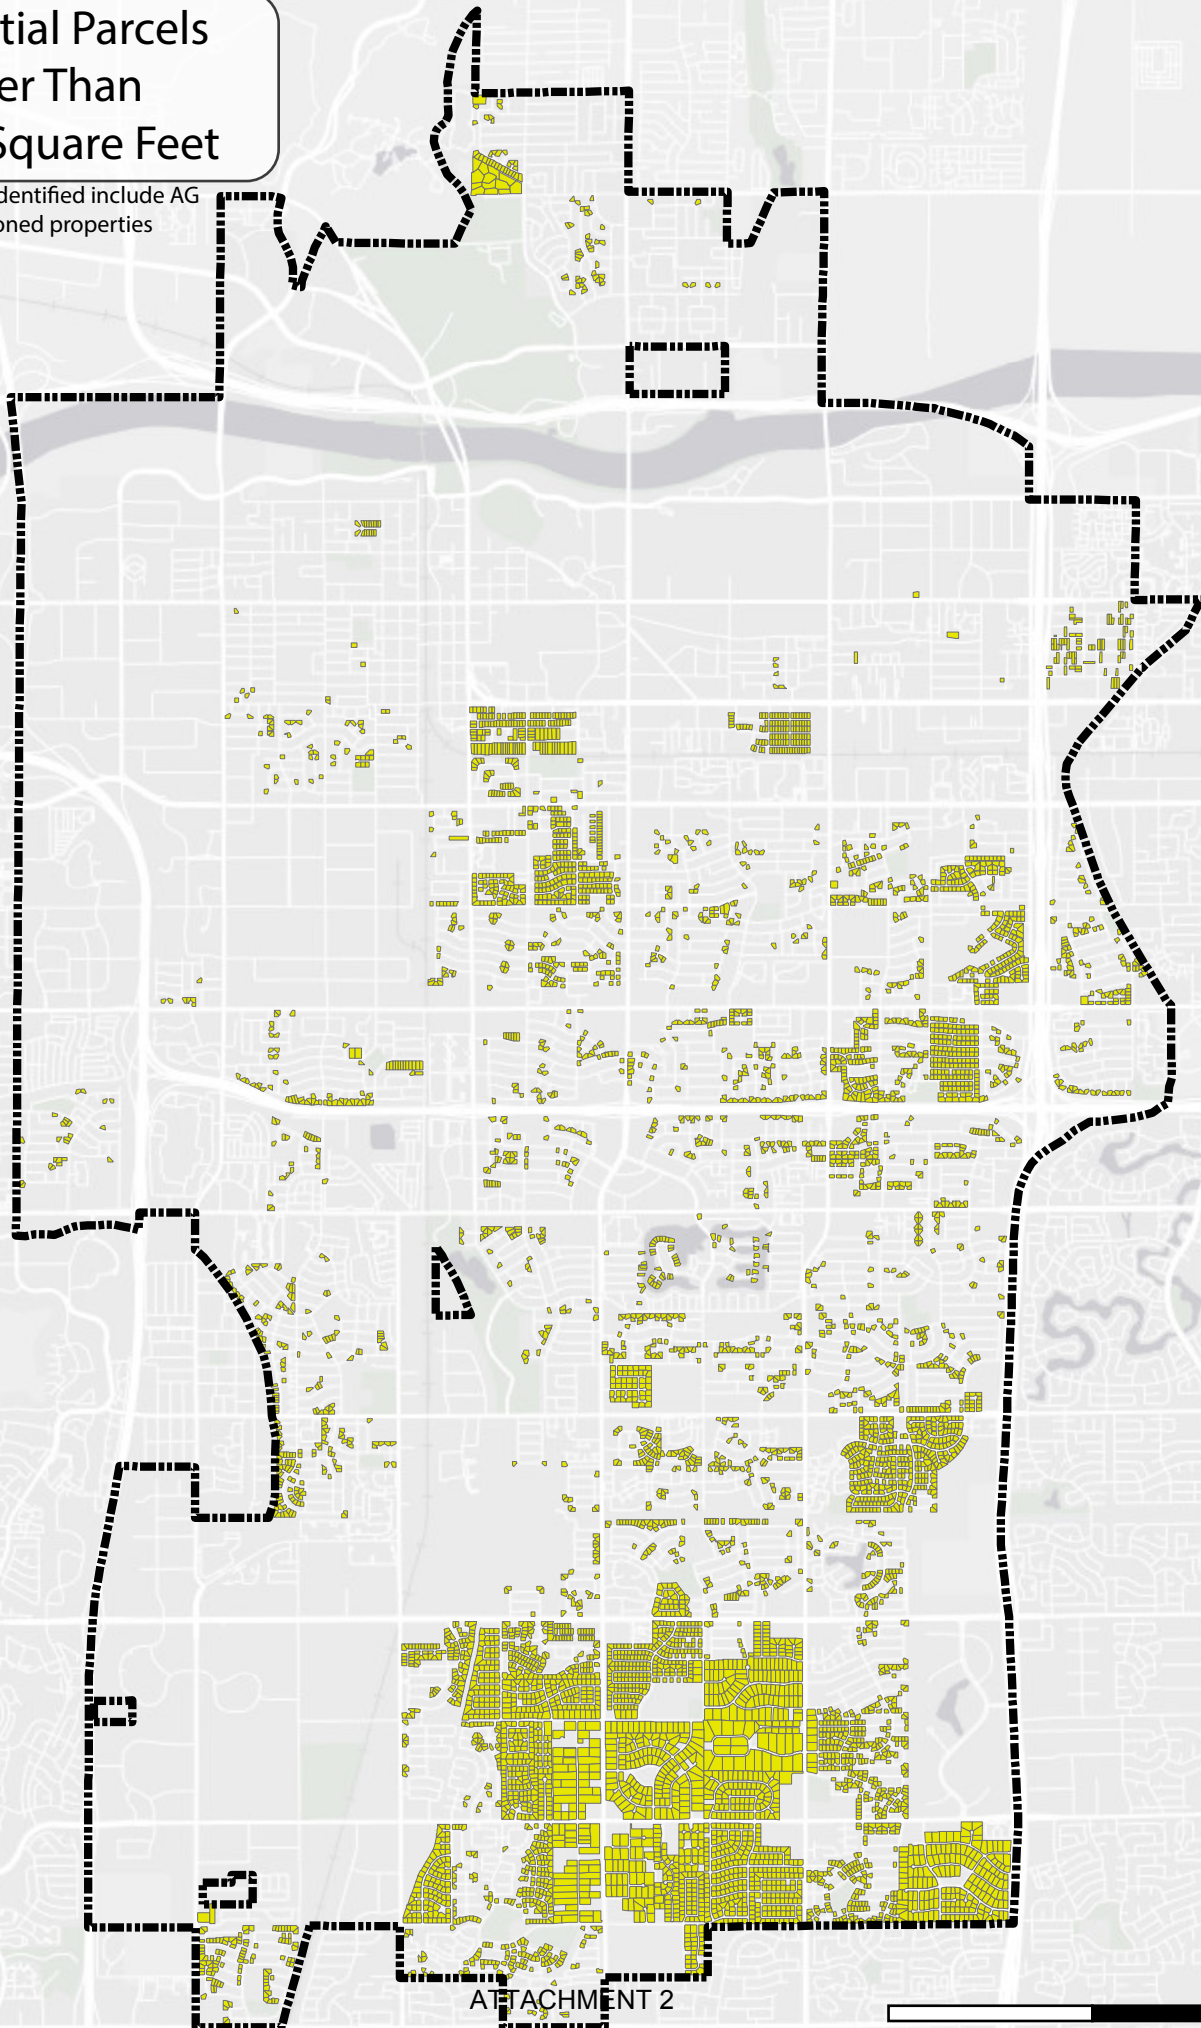 tial Parcels
er Than
Square Feet
dentified include AG
oned properties
ATTACHMENT 2